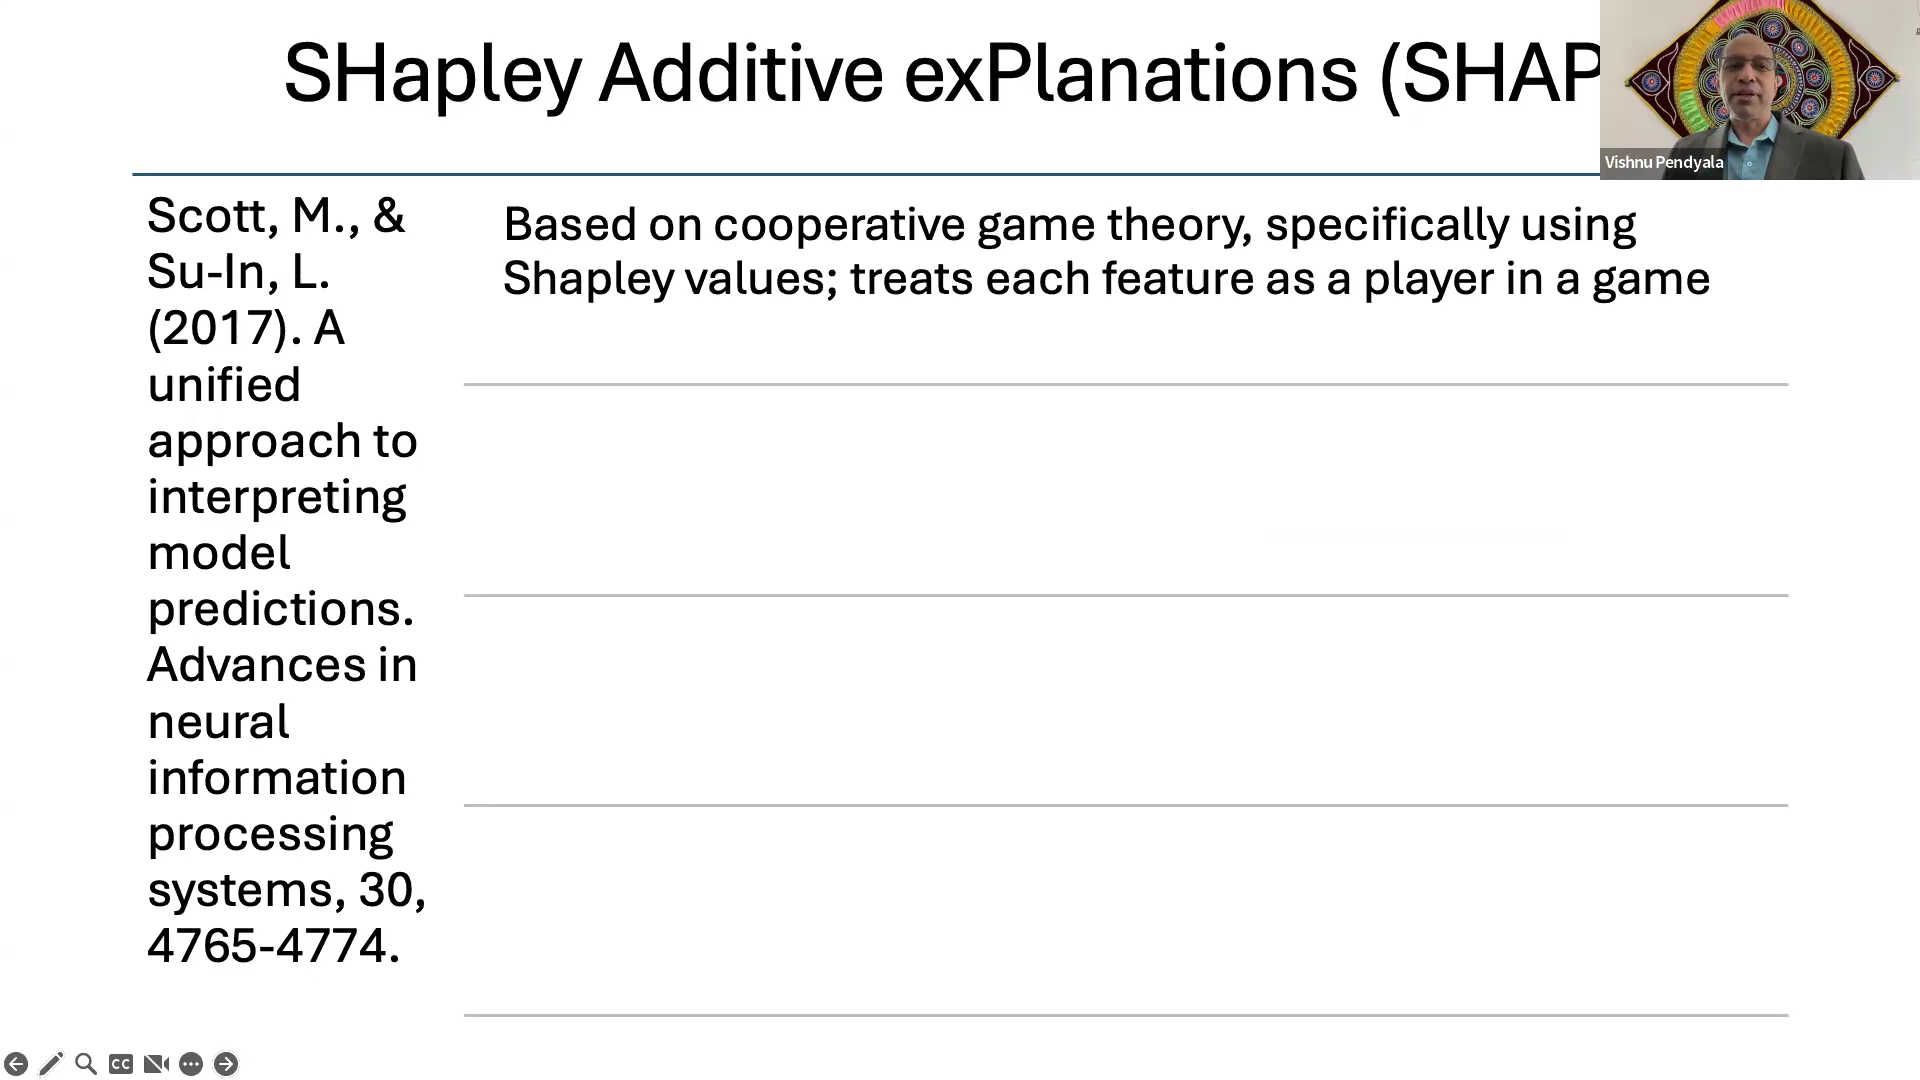 SHapley Additive exPlanations (SHAP
Vishnu Pendyala
Scott, M., &
Su-In, L.
(2017). A
unified
approach to
interpreting
model
predictions.
Advances in
neural
information
processing
systems, 30,
4765-4774.
Based on cooperative game theory, specifically using
Shapley values; treats each feature as a player in a game
CC